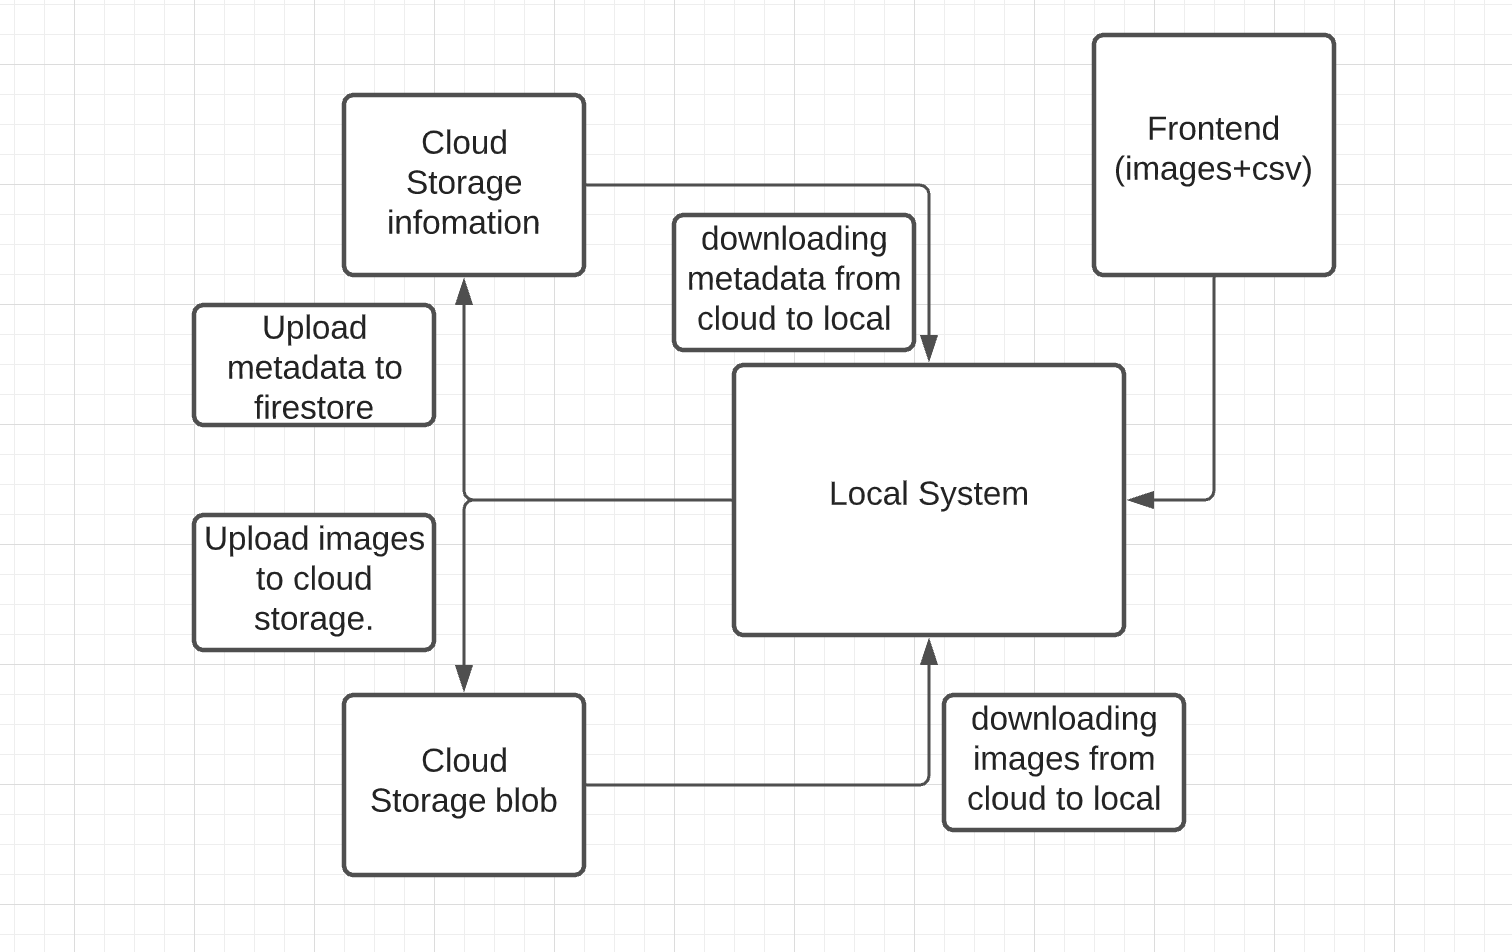 Frontend
(images+csv)
Cloud
Storage
infomation
downloading
metadata from
cloud to local
Upload
metadata to
firestore
Local System
Upload images
to cloud
storage.
Cloud
Storage blob
downloading
images from
cloud to local